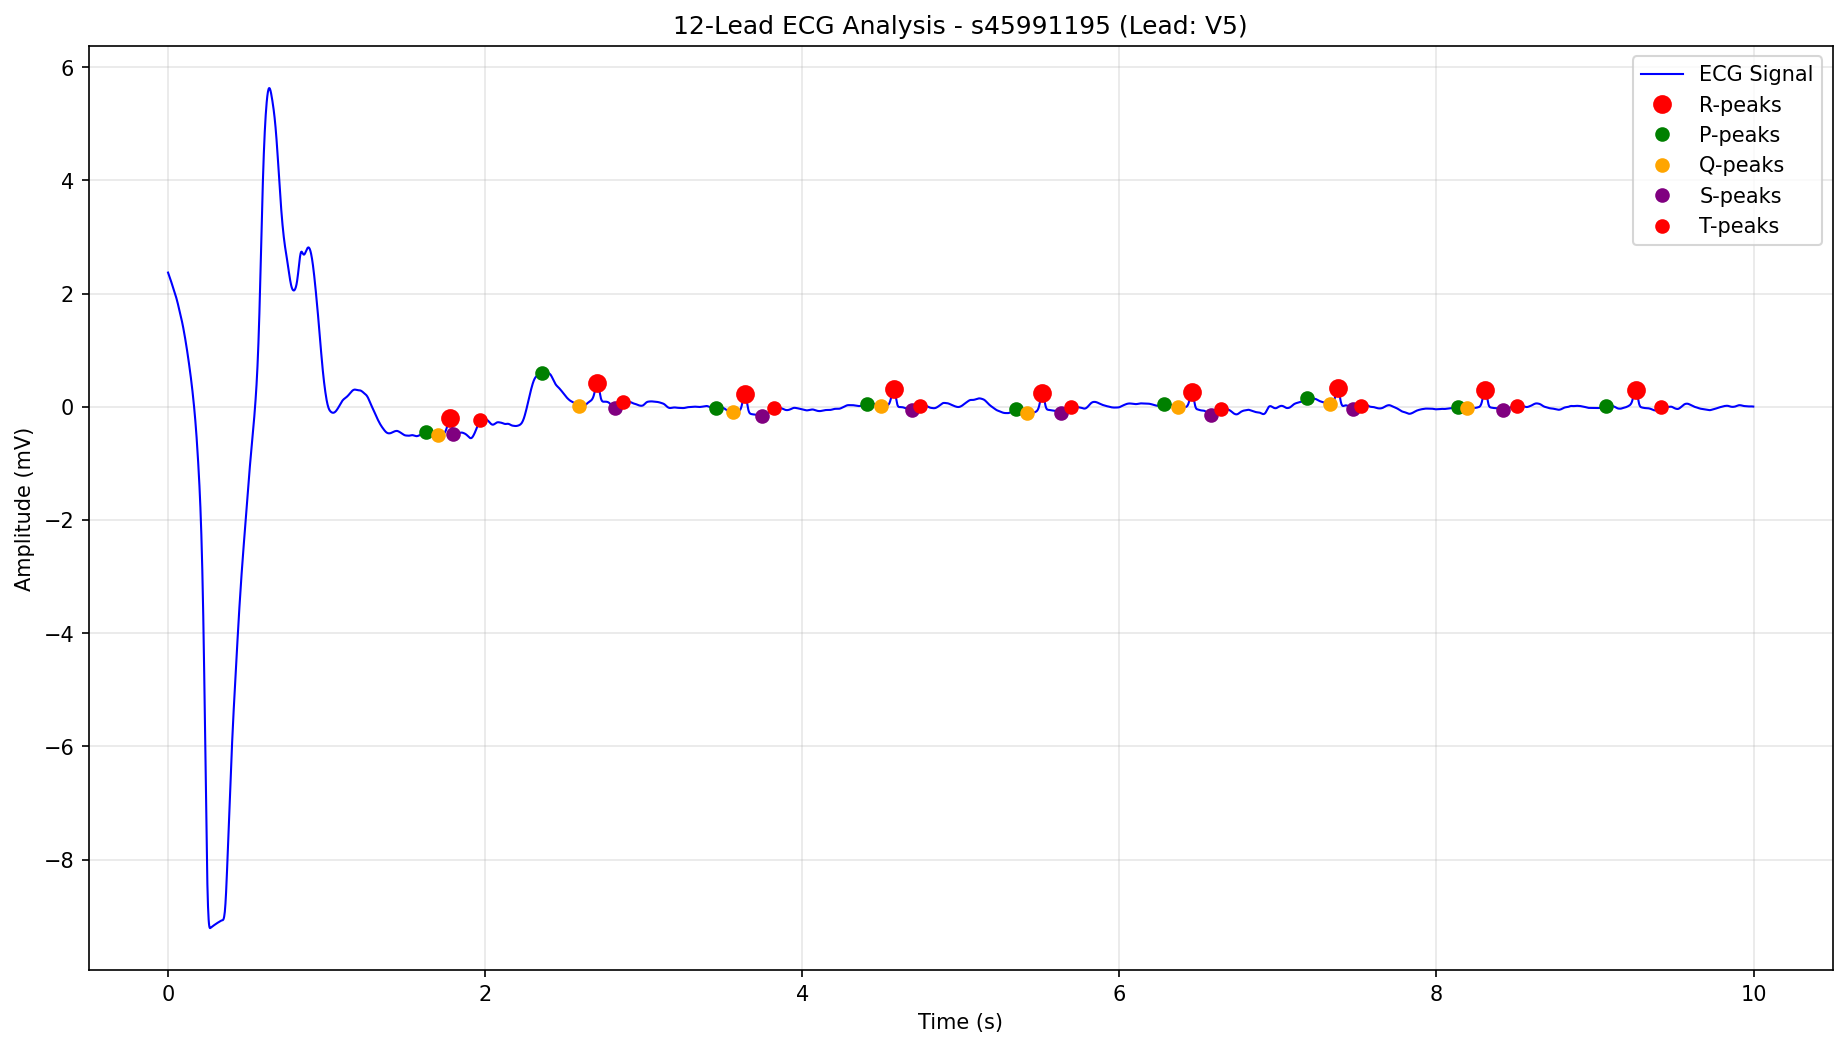 12-Lead ECG Analysis - s45991195 (Lead: V5)
ECG Signal
R-peaks
P-peaks
Q-peaks
S-peaks
T-peaks
Amplitude (mV)
6
4
2
0
−2
−4
−6
−8
0
2
4
6
8
10
Time (s)